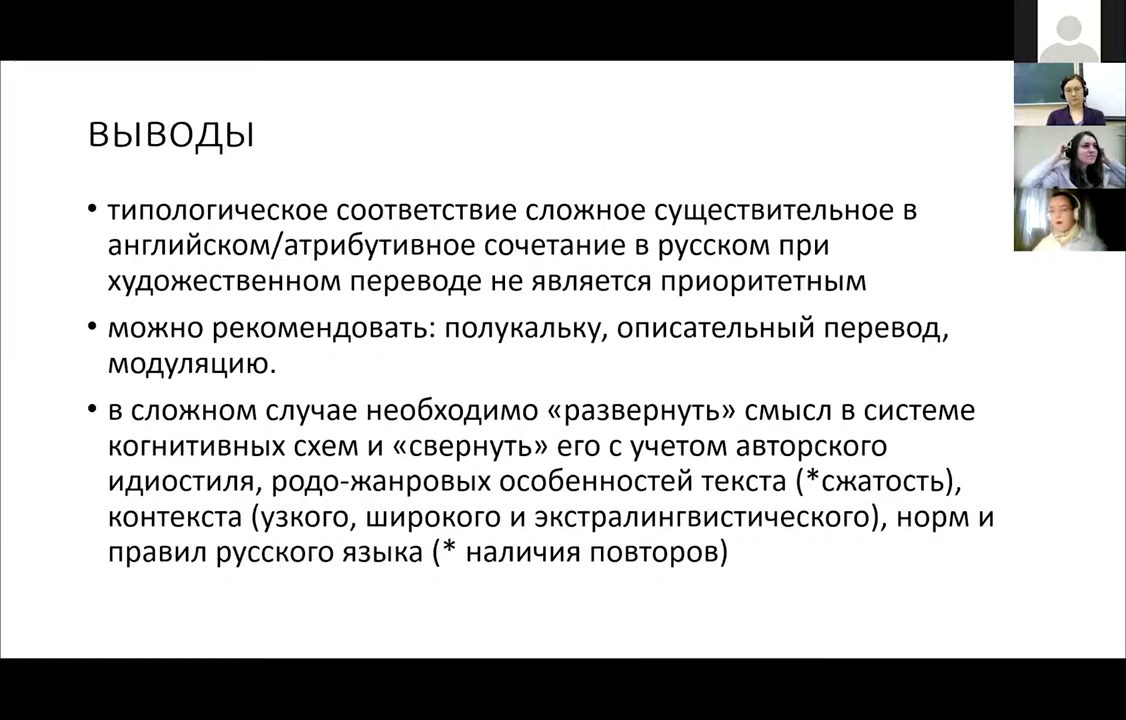 ВЫВОДЫ
• типологическое соответствие сложное существительное в
английском/атрибутивное сочетание в русском при
художественном переводе не является приоритетным
• можно рекомендовать: полукальку, описательный перевод,
модуляцию.
• в сложном случае необходимо «развернуть» смысл в системе
когнитивных схем и «свернуть» его с учетом авторского
идиостиля, родо-жанровых особенностей текста (*сжатость),
контекста (узкого, широкого и экстралингвистического), норм и
правил русского языка (* наличия повторов)